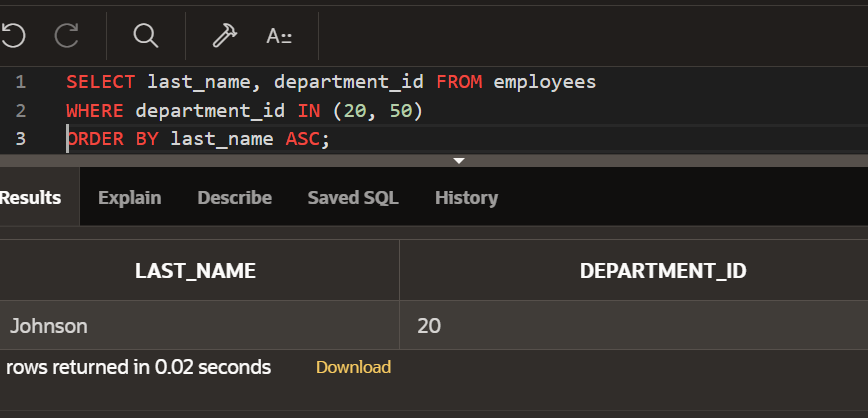 A::
1 SELECT last_name, department_id FROM employees
2 WHERE department_id IN (20, 50)
3 ORDER BY last_name ASC;
Results Explain Describe Saved SQL History
LAST_NAME DEPARTMENT_ID
Johnson 20
rows returned in 0.02 seconds Download